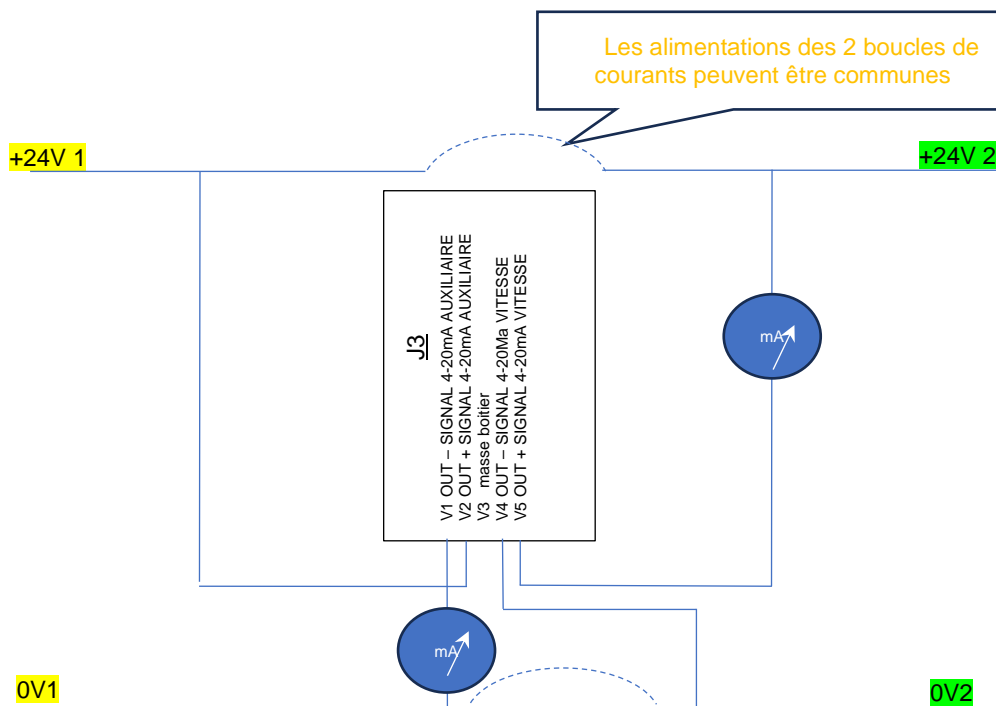 Les alimentations des 2 boucles de
courants peuvent être communes
+24V 1
+24V 2
J3
V1 OUT – SIGNAL 4-20mA AUXILIAIRE
V2 OUT + SIGNAL 4-20mA AUXILIAIRE
V3 masse boitier
V4 OUT – SIGNAL 4-20Ma VITESSE
V5 OUT + SIGNAL 4-20mA VITESSE
mA
mA
0V1
0V2